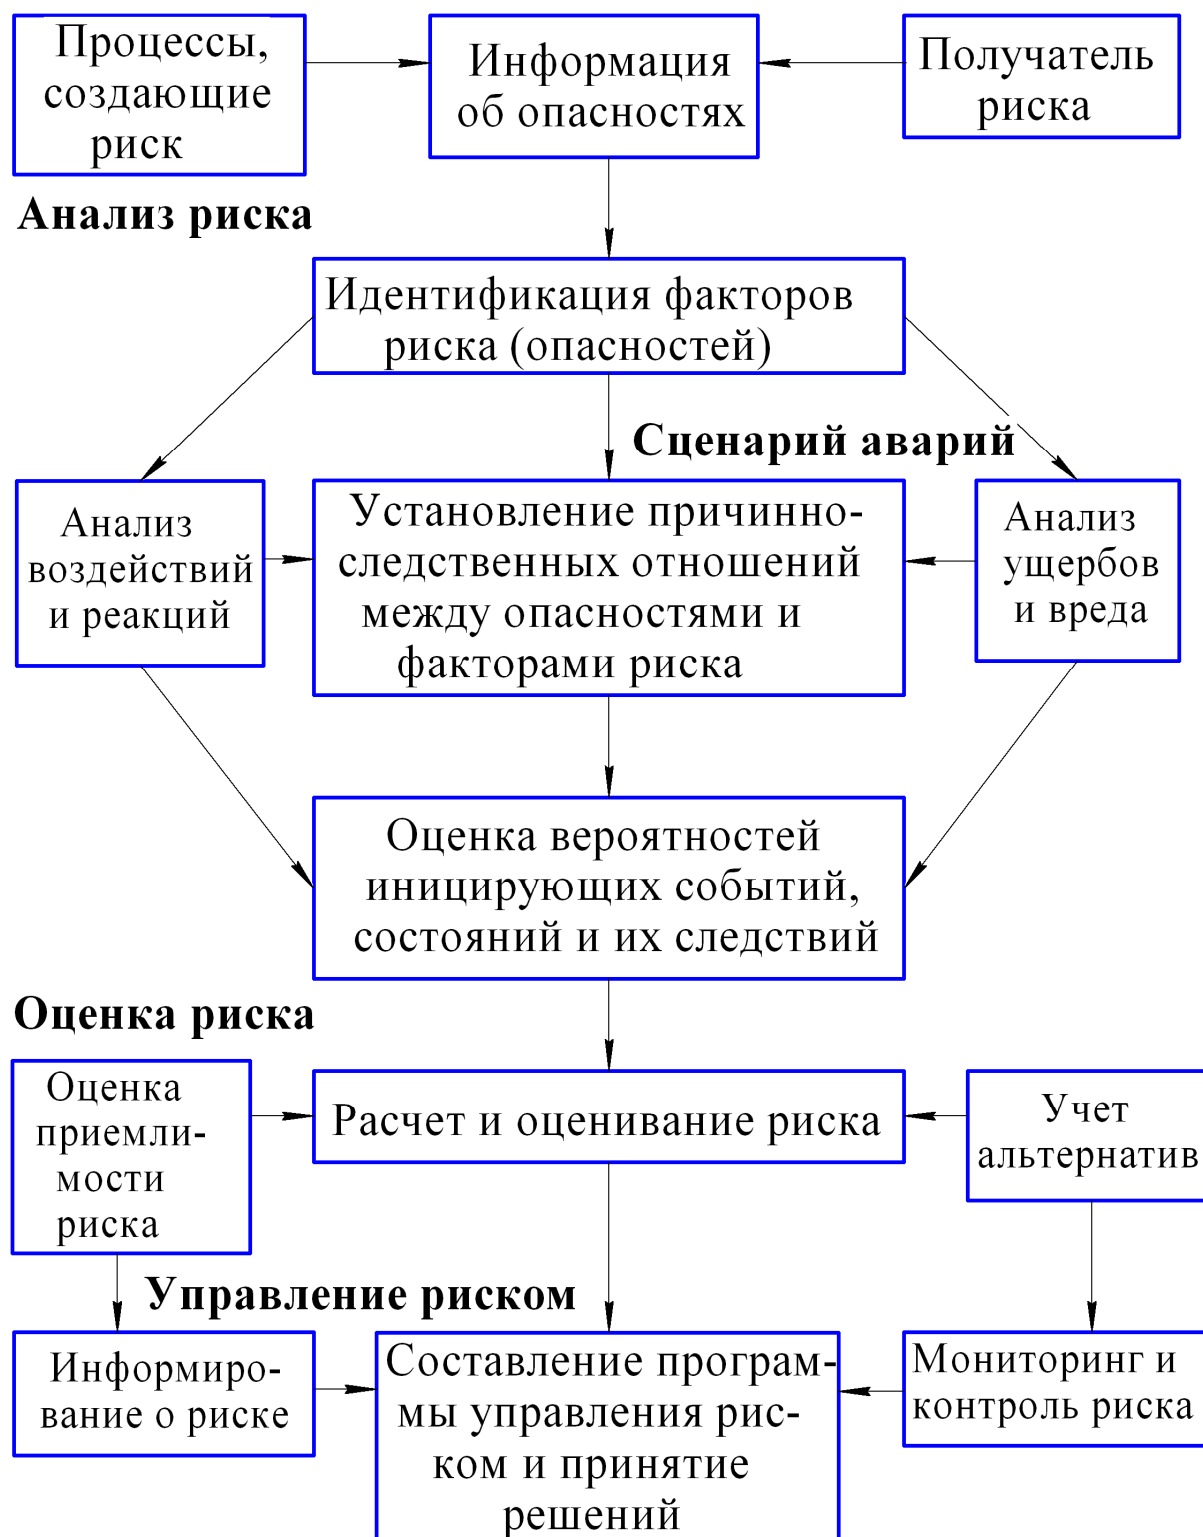 Процессы,
создающие
риск
Информация
об опасностях
Получатель
риска
Анализ риска
Идентификация факторов
риска (опасностей)
Сценарий аварий
Анализ
воздействий
и реакций
Установление причинно-
следственных отношений
между опасностями и
факторами риска
Анализ
ущербов
и вреда
Оценка вероятностей
иницирующих событий,
состояний и их следствий
Оценка риска
Оценка
приемли-
мости
риска
Расчет и оценивание риска
Учет
альтернатив
Управление риском
Информиро-
вание о риске
Составление програм-
мы управления рис-
ком и принятие
решений
Мониторинг и
контроль риска